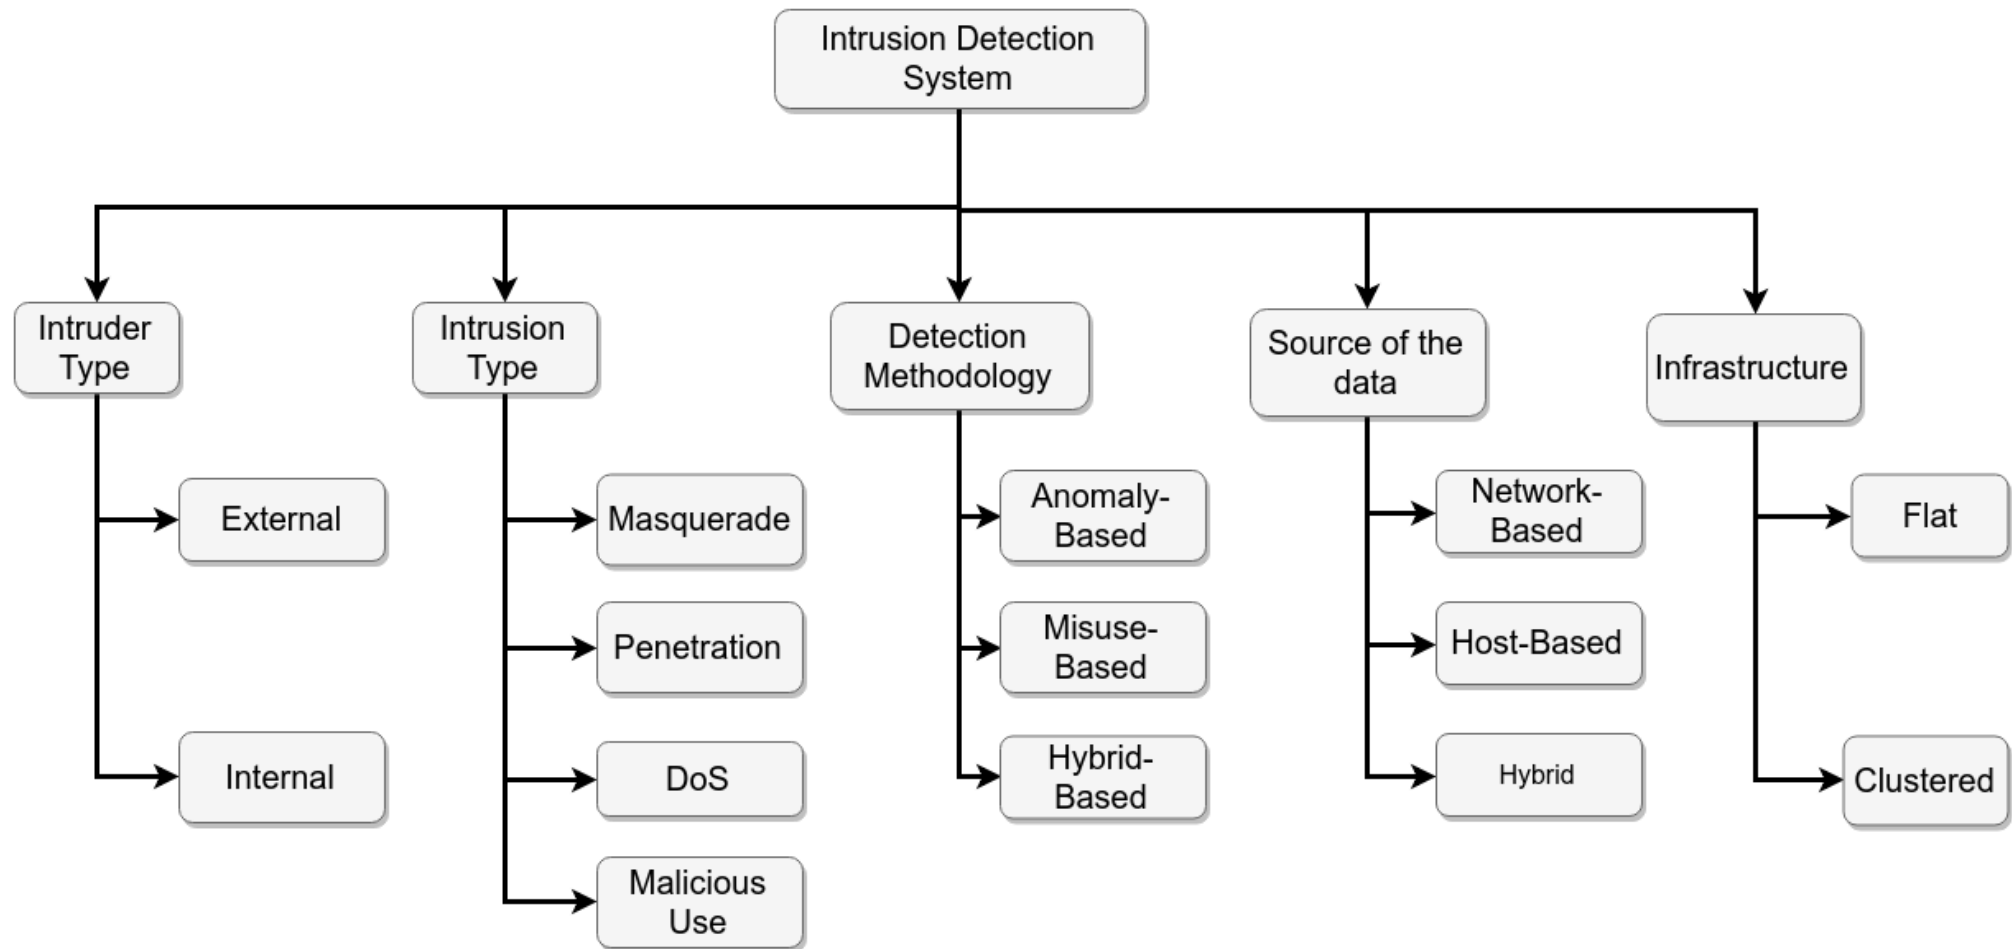 Intrusion Detection
System
Intruder
Type
Intrusion
Type
Detection
Methodology
Source of the
data
Infrastructure
External
Internal
Masquerade
Penetration
DoS
Malicious
Use
Anomaly-
Based
Misuse-
Based
Hybrid-
Based
Network-
Based
Host-Based
Hybrid
Flat
Clustered